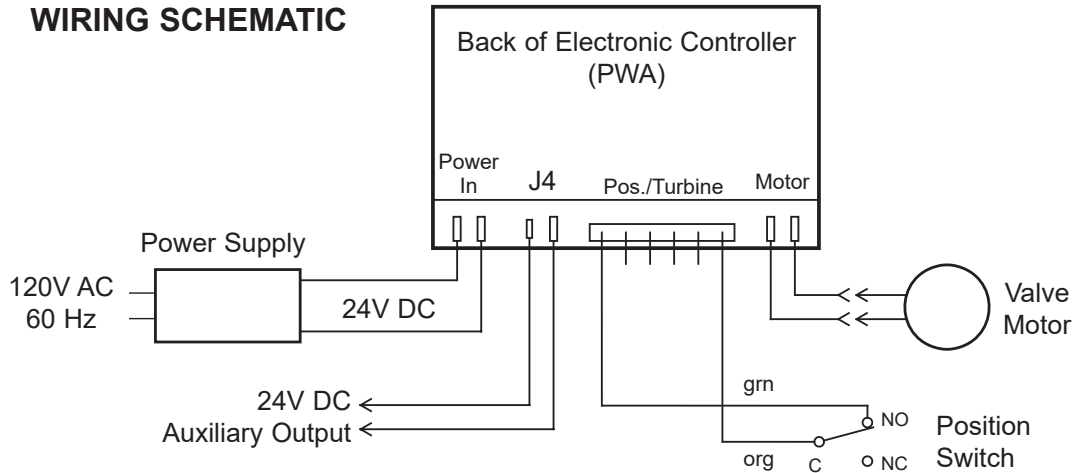 WIRING SCHEMATIC
Back of Electronic Controller
(PWA)
Power
In
J4
Pos./Turbine
Motor
Power Supply
120V AC
60 Hz
24V DC
Valve
Motor
24V DC
Auxiliary Output
grn
org
NO
C
NC
Position
Switch